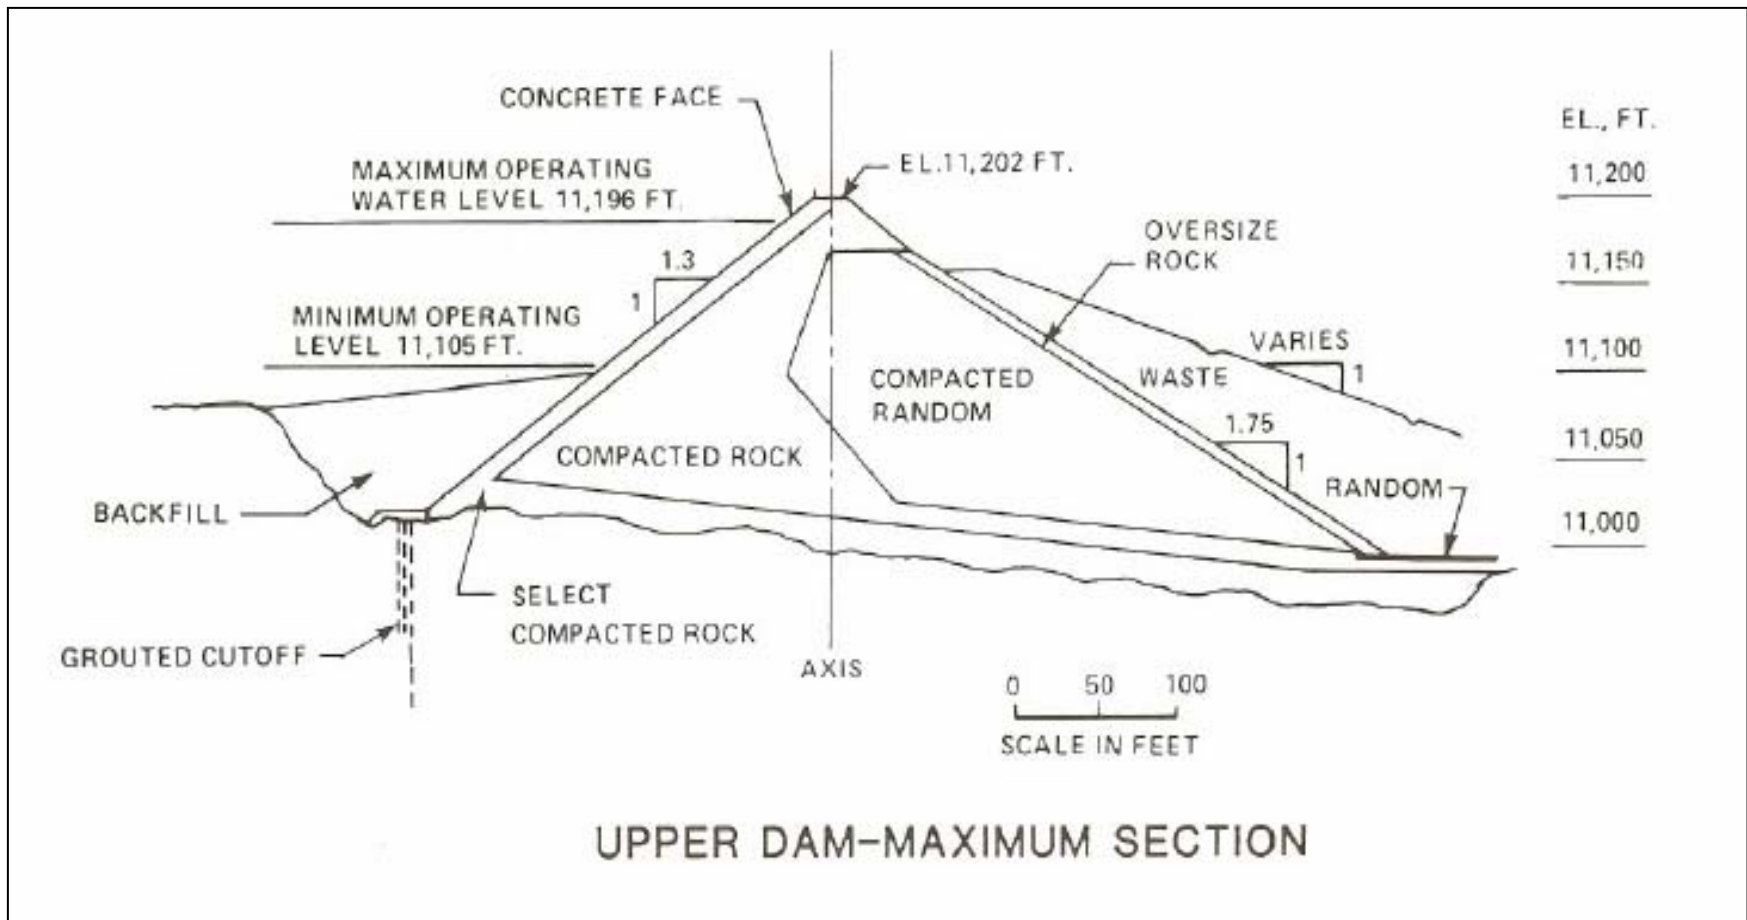 CONCRETE FACE
MAXIMUM OPERATING
WATER LEVEL 11,196 FT.
EL.11,202 FT.
EL., FT.
11,200
OVERSIZE
ROCK
11,150
1.3
1
MINIMUM OPERATING
LEVEL 11,105 FT.
VARIES
1
11,100
COMPACTED
RANDOM
WASTE
1.75
1
11,050
COMPACTED ROCK
RANDOM
BACKFILL
11,000
SELECT
COMPACTED ROCK
GROUTED CUTOFF
AXIS
0 50 100
SCALE IN FEET
UPPER DAM–MAXIMUM SECTION